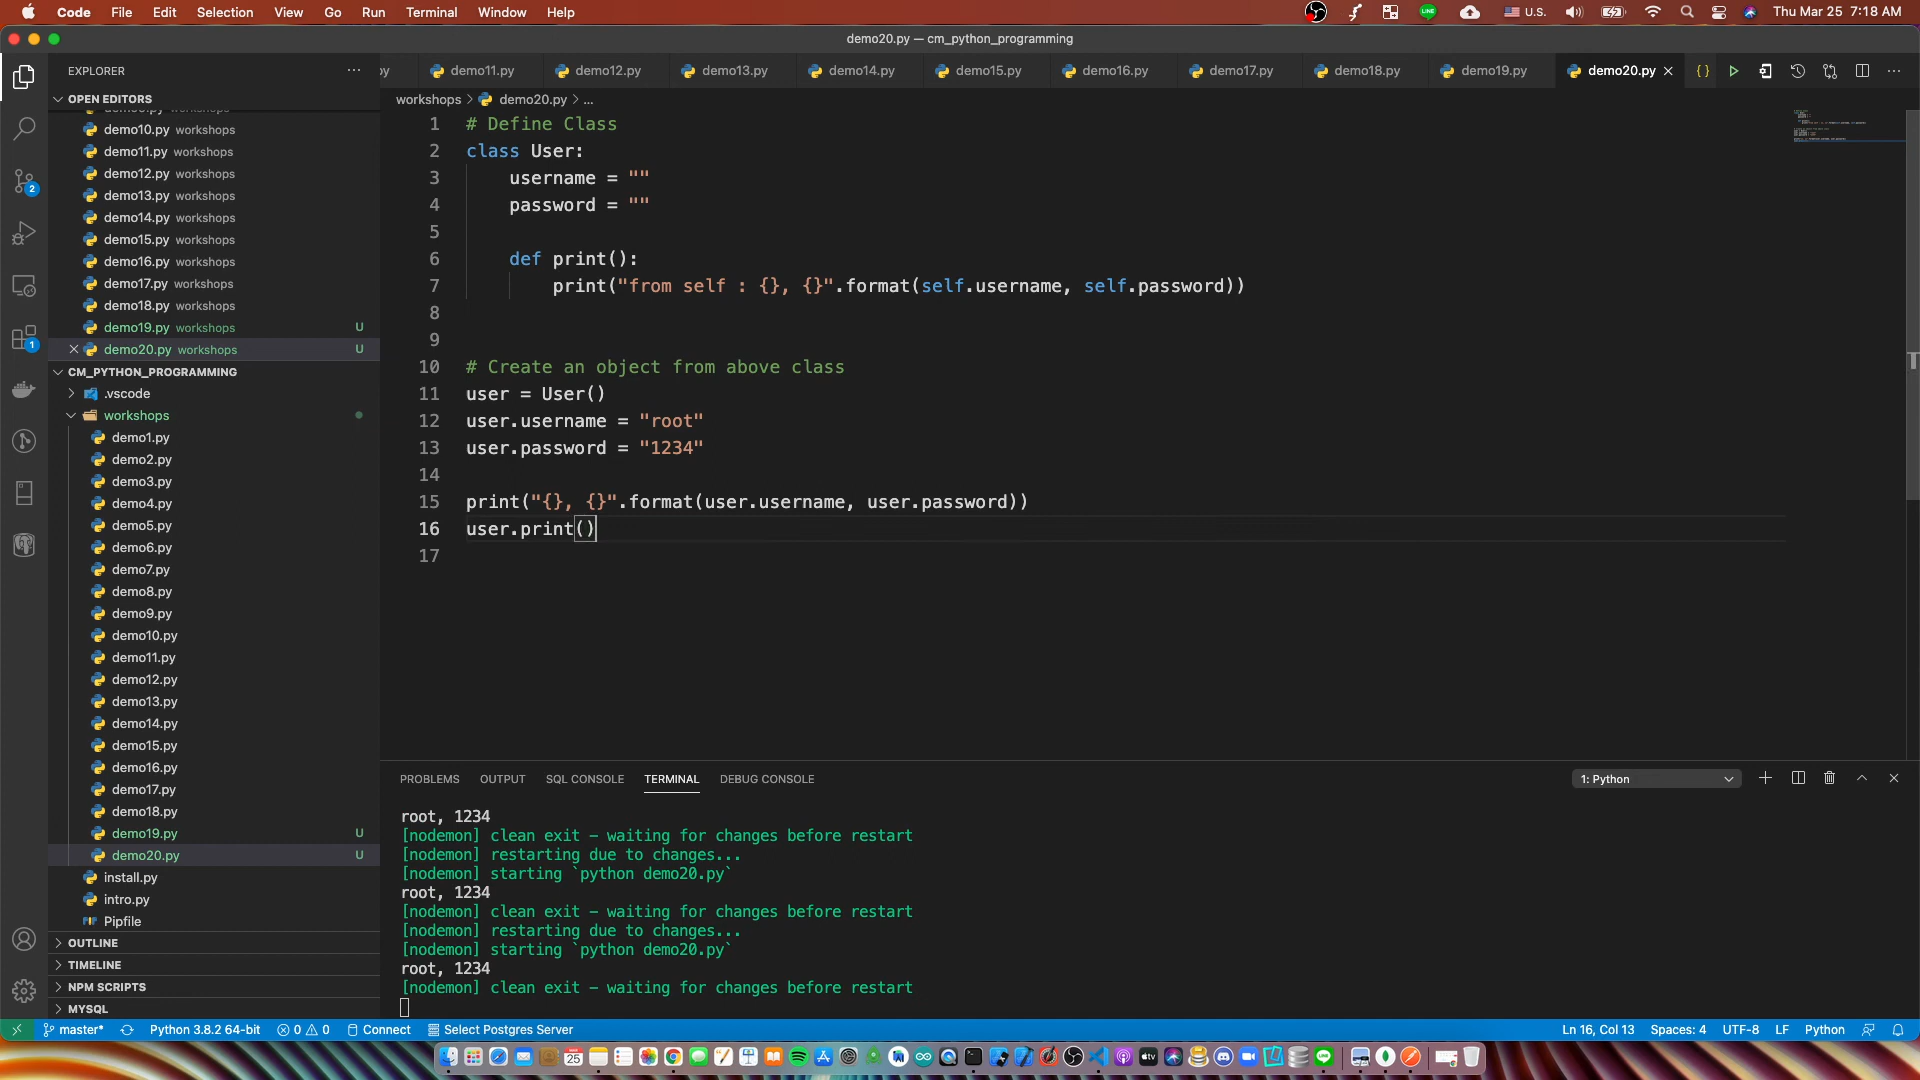 Code File Edit Selection View Go Run Terminal Window Help
U.S. Thu Mar 25 7:18 AM
demo20.py — cm_python_programming
EXPLORER
py demo11.py demo12.py demo13.py demo14.py demo15.py demo16.py demo17.py demo18.py demo19.py demo20.py
OPEN EDITORS
demo10.py workshops
demo11.py workshops
demo12.py workshops
demo13.py workshops
demo14.py workshops
demo15.py workshops
demo16.py workshops
demo17.py workshops
demo18.py workshops
demo19.py workshops U
demo20.py workshops U
CM_PYTHON_PROGRAMMING
.vscode
workshops
demo1.py
demo2.py
demo3.py
demo4.py
demo5.py
demo6.py
demo7.py
demo8.py
demo9.py
demo10.py
demo11.py
demo12.py
demo13.py
demo14.py
demo15.py
demo16.py
demo17.py
demo18.py
demo19.py U
demo20.py U
install.py
intro.py
Pipfile
OUTLINE
TIMELINE
NPM SCRIPTS
MYSQL
2
1
workshops > demo20.py > ...
1 # Define Class
2 class User:
3 username = ""
4 password = ""
5
6 def print():
7 print("from self : {}, {}".format(self.username, self.password))
8
9
10 # Create an object from above class
11 user = User()
12 user.username = "root"
13 user.password = "1234"
14
15 print("{}, {}".format(user.username, user.password))
16 user.print()
17
PROBLEMS OUTPUT SQL CONSOLE TERMINAL DEBUG CONSOLE
1: Python
root, 1234
[nodemon] clean exit - waiting for changes before restart
[nodemon] restarting due to changes...
[nodemon] starting `python demo20.py`
root, 1234
[nodemon] clean exit - waiting for changes before restart
[nodemon] restarting due to changes...
[nodemon] starting `python demo20.py`
root, 1234
[nodemon] clean exit - waiting for changes before restart
master* Python 3.8.2 64-bit 0 0 Connect Select Postgres Server
Ln 16, Col 13 Spaces: 4 UTF-8 LF Python
25